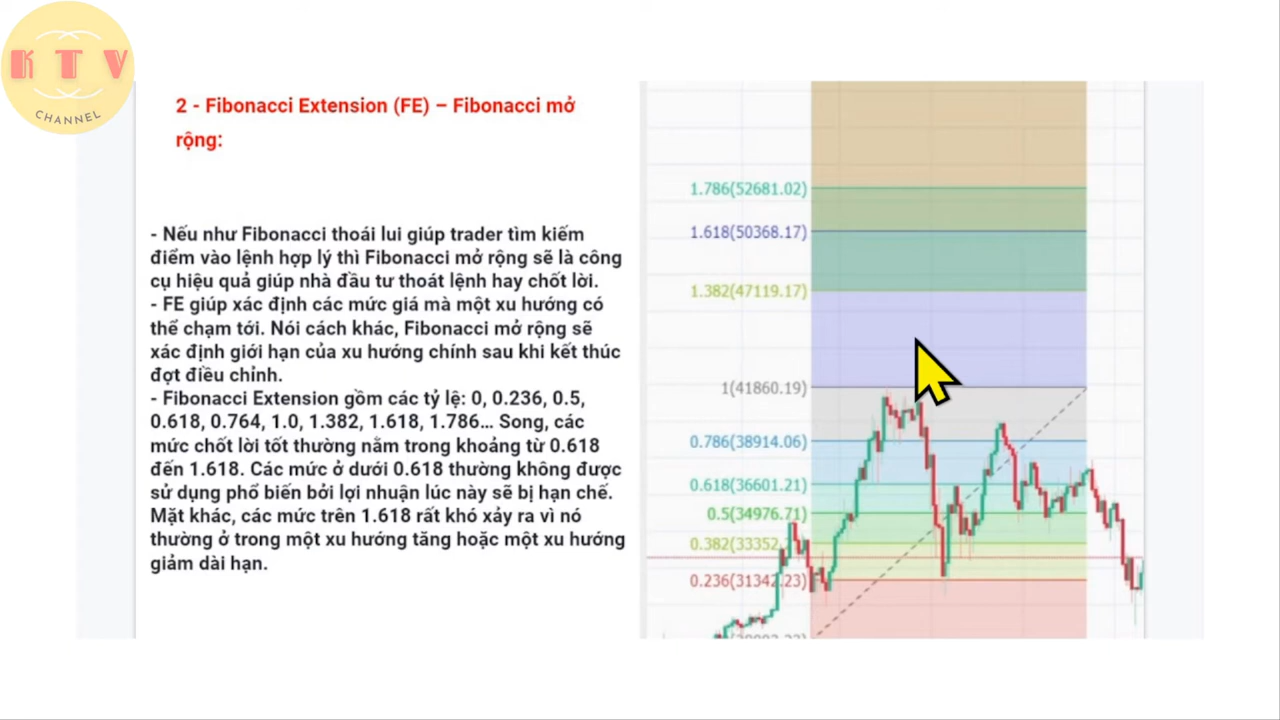 KTV
CHANNEL
2 - Fibonacci Extension (FE) – Fibonacci mở
rộng:
- Nếu như Fibonacci thoái lui giúp trader tìm kiếm
điểm vào lệnh hợp lý thì Fibonacci mở rộng sẽ là công
cụ hiệu quả giúp nhà đầu tư thoát lệnh hay chốt lời.
- FE giúp xác định các mức giá mà một xu hướng có
thể chạm tới. Nói cách khác, Fibonacci mở rộng sẽ
xác định giới hạn của xu hướng chính sau khi kết thúc
đợt điều chỉnh.
- Fibonacci Extension gồm các tỷ lệ: 0, 0.236, 0.5,
0.618, 0.764, 1.0, 1.382, 1.618, 1.786... Song, các
mức chốt lời tốt thường nằm trong khoảng từ 0.618
đến 1.618. Các mức ở dưới 0.618 thường không được
sử dụng phổ biến bởi lợi nhuận lúc này sẽ bị hạn chế.
Mặt khác, các mức trên 1.618 rất khó xảy ra vì nó
thường ở trong một xu hướng tăng hoặc một xu hướng
giảm dài hạn.
1.786(52681.02)
1.618(50368.17)
1.382(47119.17)
1(41860.19)
0.786(38914.06)
0.618(36601.21)
0.5(34976.71)
0.382(33352.
0.236(31342.23)